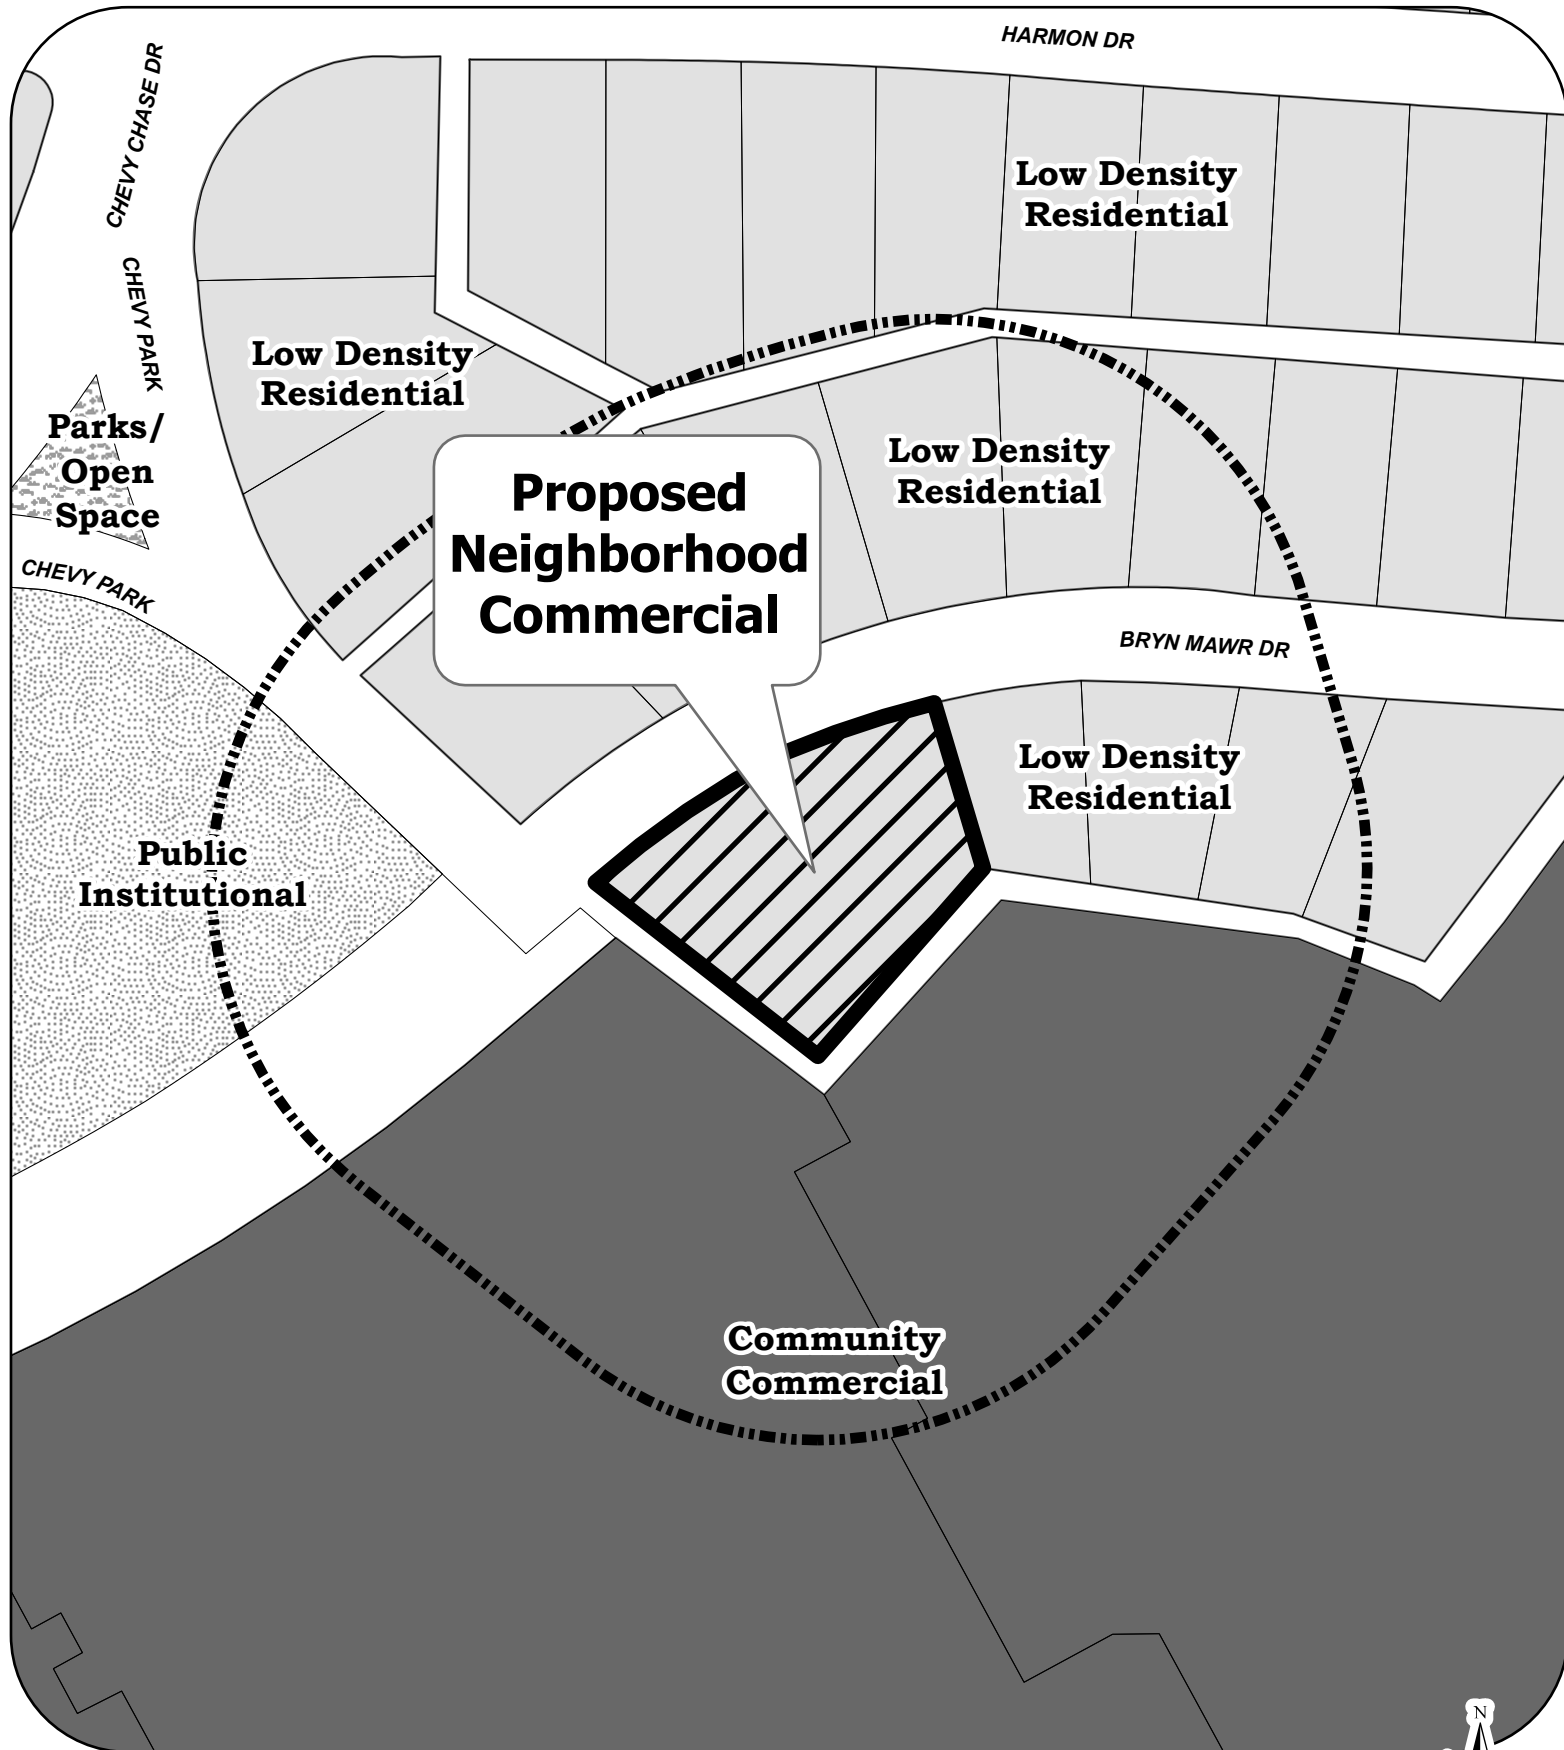 HARMON DR
CHEVY CHASE DR
Low Density
Residential
CHEVY PARK
Low Density
Residential
Parks/
Open
Space
Low Density
Residential
Proposed
Neighborhood
Commercial
CHEVY PARK
BRYN MAWR DR
Low Density
Residential
Public
Institutional
Community
Commercial
N